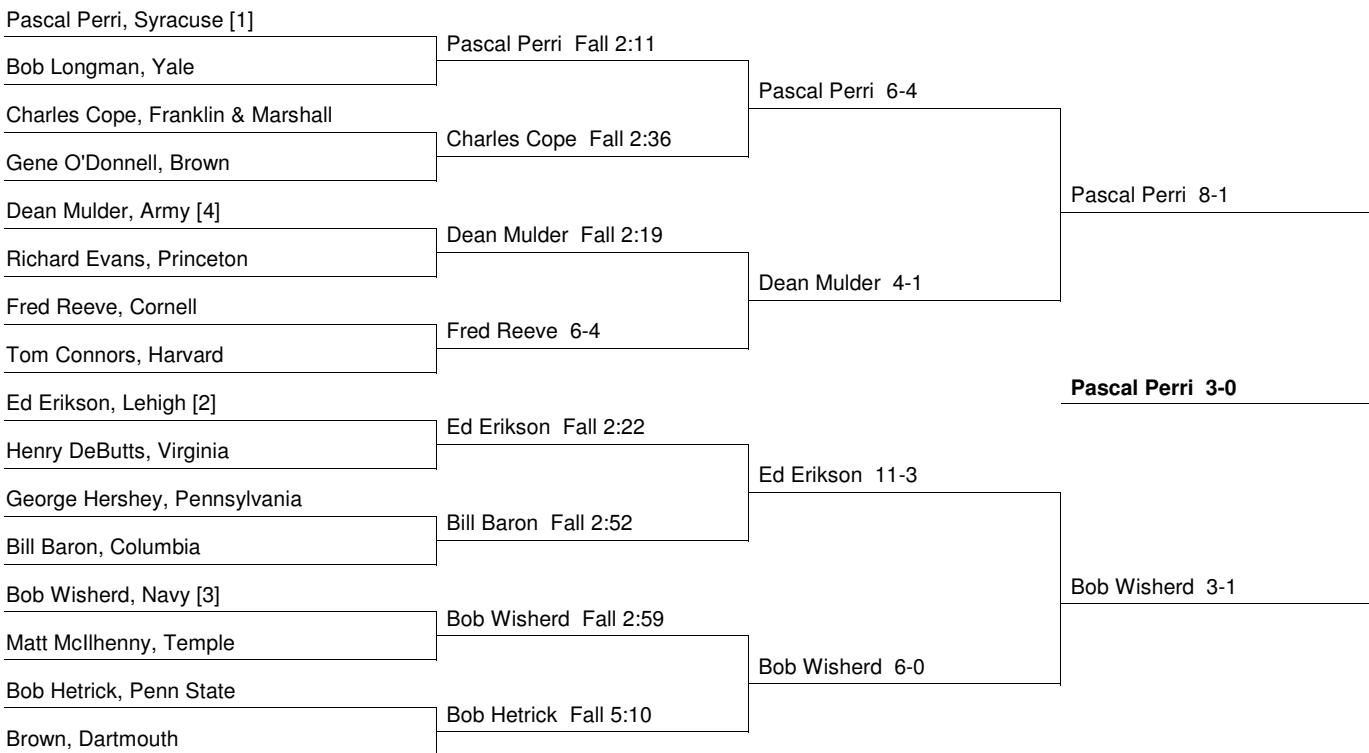 Pascal Perri, Syracuse [1]
Bob Longman, Yale
Charles Cope, Franklin & Marshall
Gene O'Donnell, Brown
Dean Mulder, Army [4]
Richard Evans, Princeton
Fred Reeve, Cornell
Tom Connors, Harvard
Ed Erikson, Lehigh [2]
Henry DeButts, Virginia
George Hershey, Pennsylvania
Bill Baron, Columbia
Bob Wisherd, Navy [3]
Matt McIlhenny, Temple
Bob Hetrick, Penn State
Brown, Dartmouth
Pascal Perri Fall 2:11
Charles Cope Fall 2:36
Dean Mulder Fall 2:19
Fred Reeve 6-4
Ed Erikson Fall 2:22
Bill Baron Fall 2:52
Bob Wisherd Fall 2:59
Bob Hetrick Fall 5:10
Pascal Perri 6-4
Dean Mulder 4-1
Ed Erikson 11-3
Bob Wisherd 6-0
Pascal Perri 8-1
Pascal Perri 3-0
Bob Wisherd 3-1